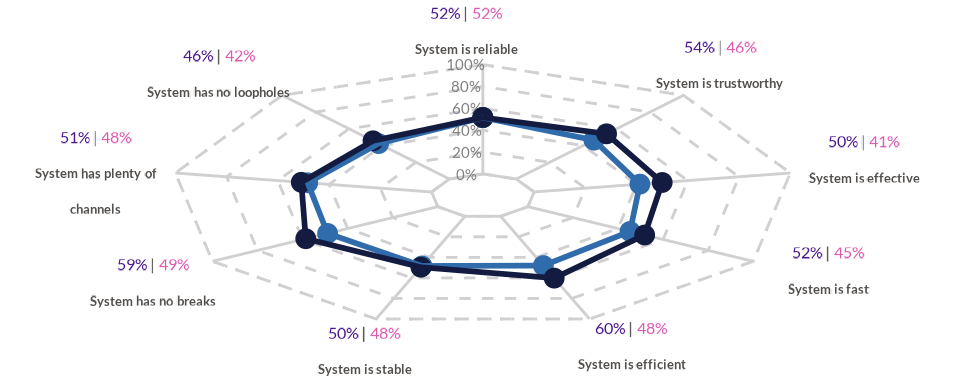 52% | 52%
System is reliable
54% | 46%
System is trustworthy
50% | 41%
System is effective
52% | 45%
System is fast
60% | 48%
System is efficient
50% | 48%
System is stable
59% | 49%
System has no breaks
51% | 48%
System has plenty of
channels
46% | 42%
System has no loopholes
100%
80%
60%
40%
20%
0%